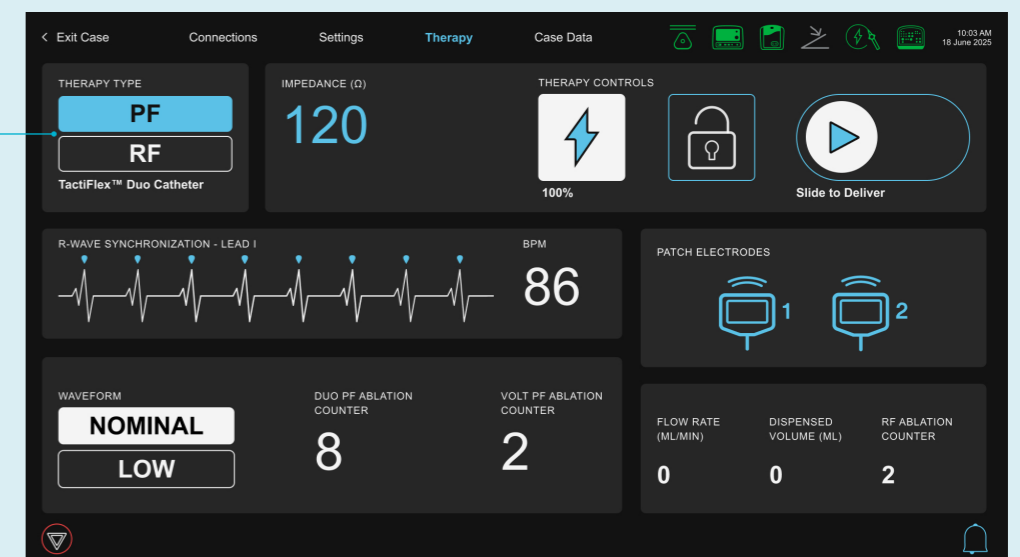 < Exit Case
Connections
Settings
Therapy
Case Data
10:03 AM
18 June 2025
THERAPY TYPE
PF
RF
TactiFlex™ Duo Catheter
IMPEDANCE (Ω)
120
THERAPY CONTROLS
100%
Slide to Deliver
R-WAVE SYNCHRONIZATION - LEAD I
BPM
86
PATCH ELECTRODES
1
2
WAVEFORM
NOMINAL
LOW
DUO PF ABLATION
COUNTER
8
VOLT PF ABLATION
COUNTER
2
FLOW RATE
(ML/MIN)
0
DISPENSED
VOLUME (ML)
0
RF ABLATION
COUNTER
2